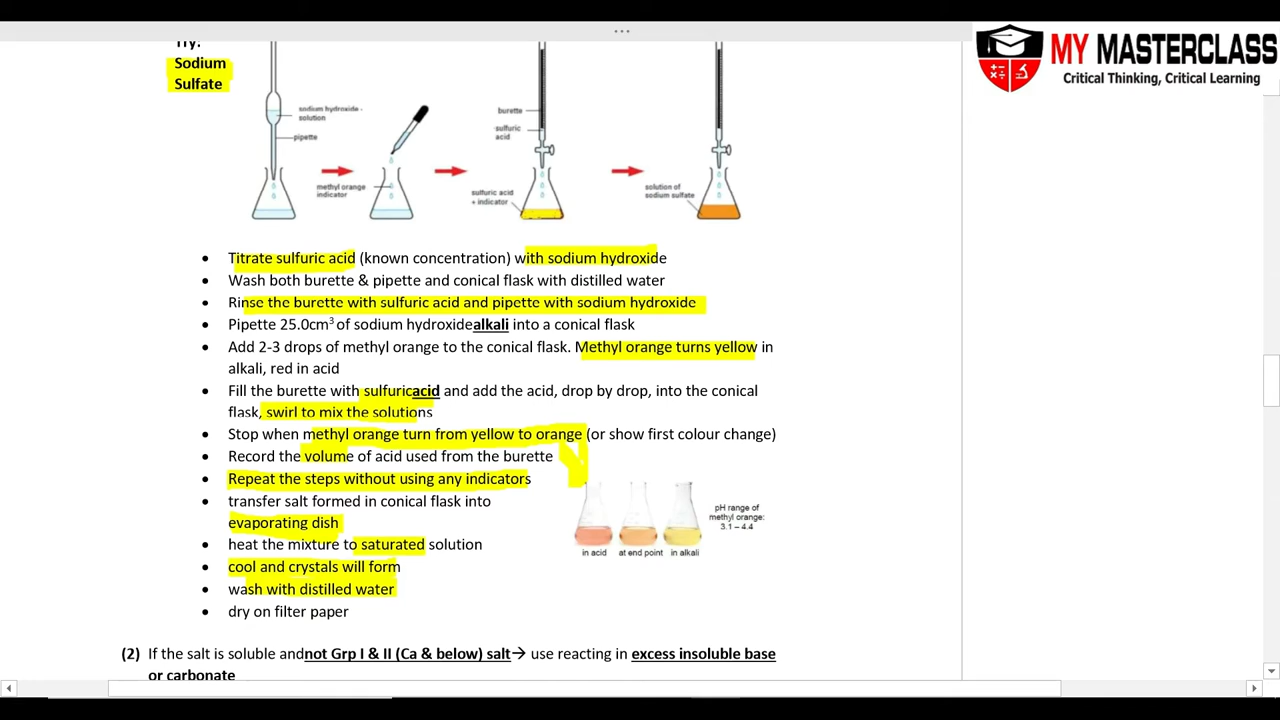 MY MASTERCLASS
Critical Thinking, Critical Learning
Try:
Sodium
Sulfate
sodium hydroxide -
solution
pipette
methyl orange
indicator
burette
sulfuric
acid
sulfuric acid
+ indicator
solution of
sodium sulfate
• Titrate sulfuric acid (known concentration) with sodium hydroxide
• Wash both burette & pipette and conical flask with distilled water
• Rinse the burette with sulfuric acid and pipette with sodium hydroxide
• Pipette 25.0cm³ of sodium hydroxidealkali into a conical flask
• Add 2-3 drops of methyl orange to the conical flask. Methyl orange turns yellow in
alkali, red in acid
• Fill the burette with sulfuricacid and add the acid, drop by drop, into the conical
flask, swirl to mix the solutions
• Stop when methyl orange turn from yellow to orange (or show first colour change)
• Record the volume of acid used from the burette
• Repeat the steps without using any indicators
• transfer salt formed in conical flask into
evaporating dish
• heat the mixture to saturated solution
• cool and crystals will form
• wash with distilled water
• dry on filter paper
in acid
at end point
in alkali
pH range of
methyl orange:
3.1 – 4.4
(2) If the salt is soluble andnot Grp I & II (Ca & below) salt→ use reacting in excess insoluble base
or carbonate